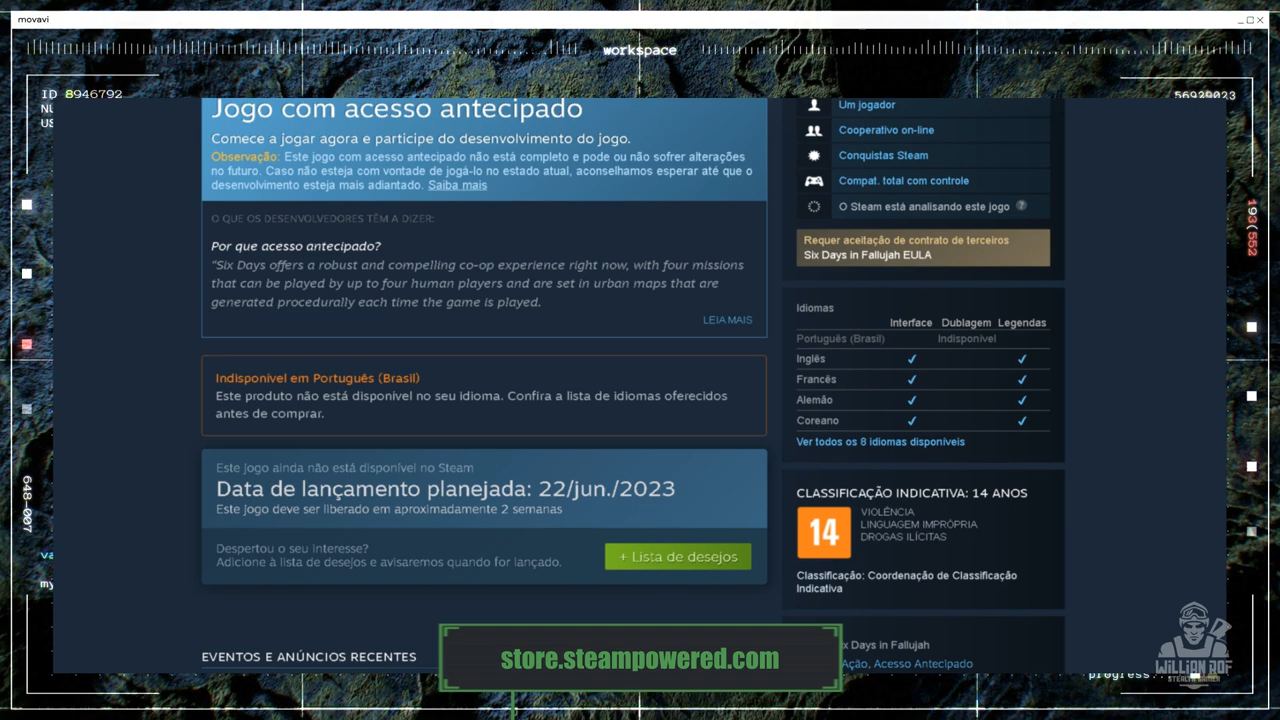 movavi
workspace
ID 8946792
56929023
193(552
648-007
Jogo com acesso antecipado
Comece a jogar agora e participe do desenvolvimento do jogo.
Observação: Este jogo com acesso antecipado não está completo e pode ou não sofrer alterações
no futuro. Caso não esteja com vontade de jogá-lo no estado atual, aconselhamos esperar até que o
desenvolvimento esteja mais adiantado. Saiba mais
O QUE OS DESENVOLVEDORES TÊM A DIZER:
Por que acesso antecipado?
"Six Days offers a robust and compelling co-op experience right now, with four missions
that can be played by up to four human players and are set in urban maps that are
generated procedurally each time the game is played.
LEIA MAIS
Indisponível em Português (Brasil)
Este produto não está disponível no seu idioma. Confira a lista de idiomas oferecidos
antes de comprar.
Este jogo ainda não está disponível no Steam
Data de lançamento planejada: 22/jun./2023
Este jogo deve ser liberado em aproximadamente 2 semanas
Despertou o seu interesse?
Adicione à lista de desejos e avisaremos quando for lançado.
+ Lista de desejos
EVENTOS E ANÚNCIOS RECENTES
Um jogador
Cooperativo on-line
Conquistas Steam
Compat. total com controle
O Steam está analisando este jogo ?
Requer aceitação de contrato de terceiros
Six Days in Fallujah EULA
Idiomas
Interface Dublagem Legendas
Português (Brasil) Indisponível
Inglês ✓ ✓
Francês ✓ ✓
Alemão ✓ ✓
Coreano ✓ ✓
Ver todos os 8 idiomas disponíveis
CLASSIFICAÇÃO INDICATIVA: 14 ANOS
14
VIOLÊNCIA
LINGUAGEM IMPRÓPRIA
DROGAS ILÍCITAS
Classificação: Coordenação de Classificação
Indicativa
x Days in Fallujah
Ação, Acesso Antecipado
store.steampowered.com
WILLIAN ROF
STEALTH GAMER
progress..